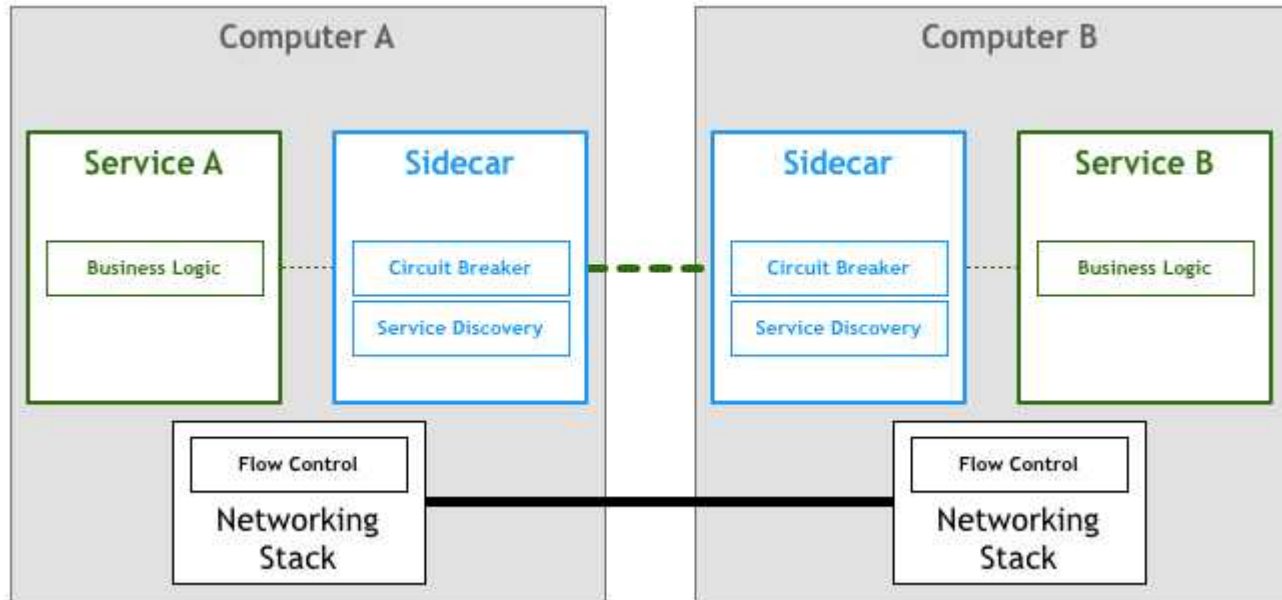 Computer A
Service A
Business Logic
Sidecar
Circuit Breaker
Service Discovery
Flow Control
Networking
Stack
Computer B
Sidecar
Circuit Breaker
Service Discovery
Service B
Business Logic
Flow Control
Networking
Stack